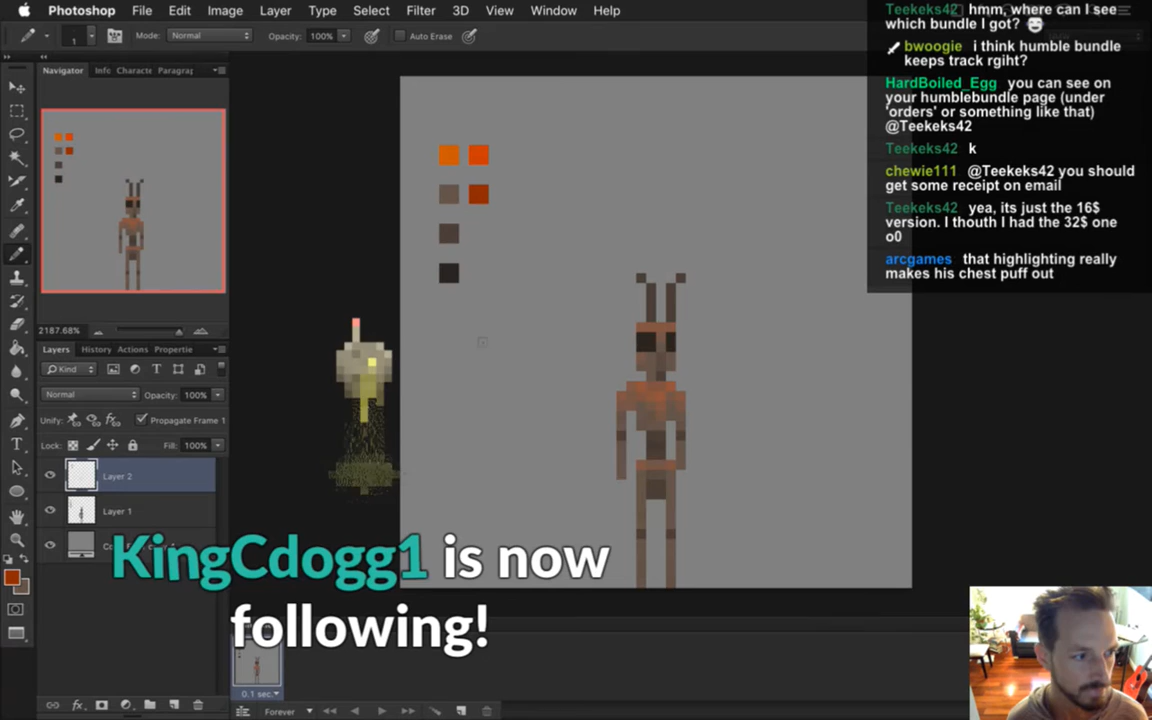 Photoshop File Edit Image Layer Type Select Filter 3D View Window Help
1 Mode: Normal Opacity: 100% Auto Erase
Navigator Info Characte Paragraj
2187.68%
Layers History Actions Propertie
Kind
Normal Opacity: 100%
Unify: Propagate Frame 1
Lock: Fill: 100%
Layer 2
Layer 1
KingCdogg1 is now
following!
0.1 sec.
Forever
Teekeks42 hmm, where can I see
which bundle I got?
bwoogie i think humble bundle
keeps track rgiht?
HardBoiled_Egg you can see on
your humblebundle page (under
'orders' or something like that)
@Teekeks42
Teekeks42 k
chewie111 @Teekeks42 you should
get some receipt on email
Teekeks42 yea, its just the 16$
version. I thouth I had the 32$ one
o0
arcgames that highlighting really
makes his chest puff out